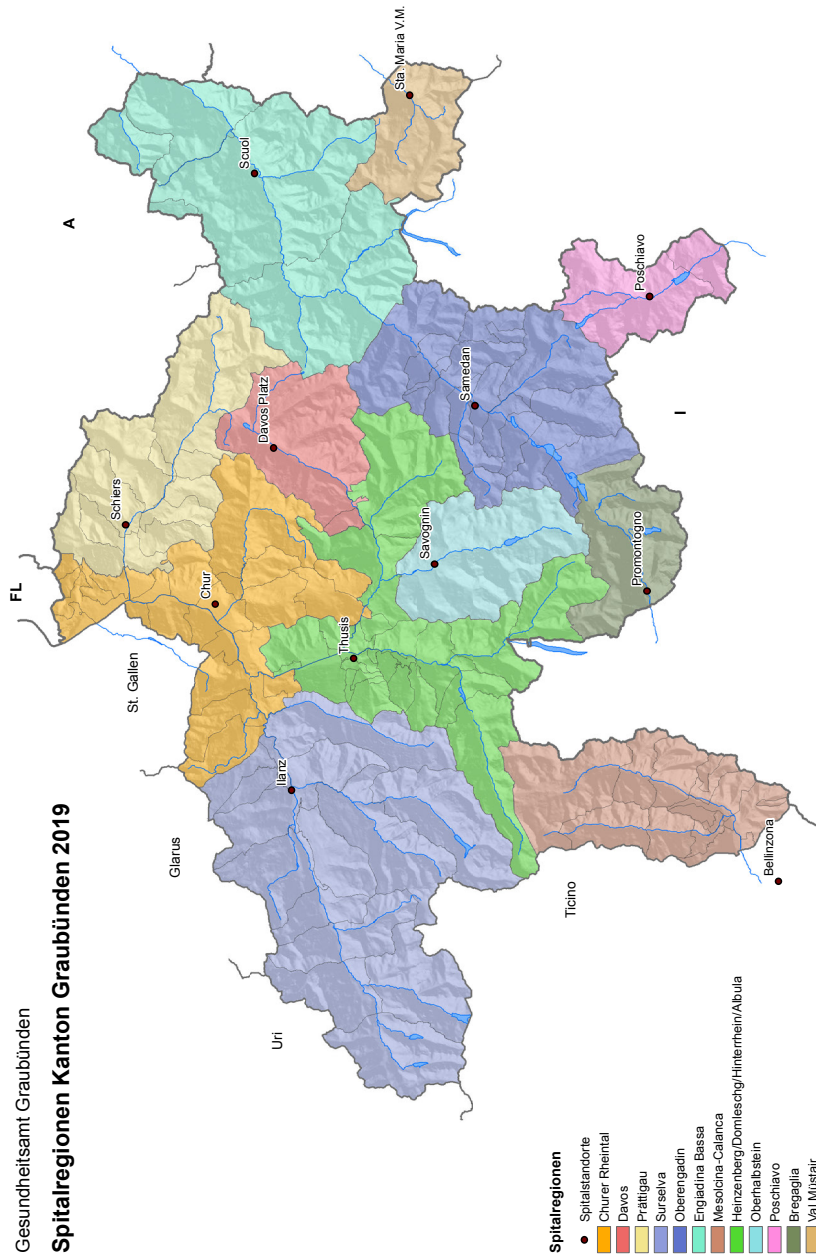 Gesundheitsamt Graubünden
Spitalregionen Kanton Graubünden 2019
FL
A
St. Gallen
Glarus
Uri
Ticino
I
Schiers
Chur
Davos Platz
Scuol
Sta. Maria V.M.
Ilanz
Thusis
Savognin
Samedan
Poschiavo
Promontogno
Bellinzona
Spitalregionen
Spitalstandorte
Churer Rheintal
Davos
Prättigau
Surselva
Oberengadin
Engiadina Bassa
Mesolcina-Calanca
Heinzenberg/Domleschg/Hinterrhein/Albula
Oberhalbstein
Poschiavo
Bregaglia
Val Müstair